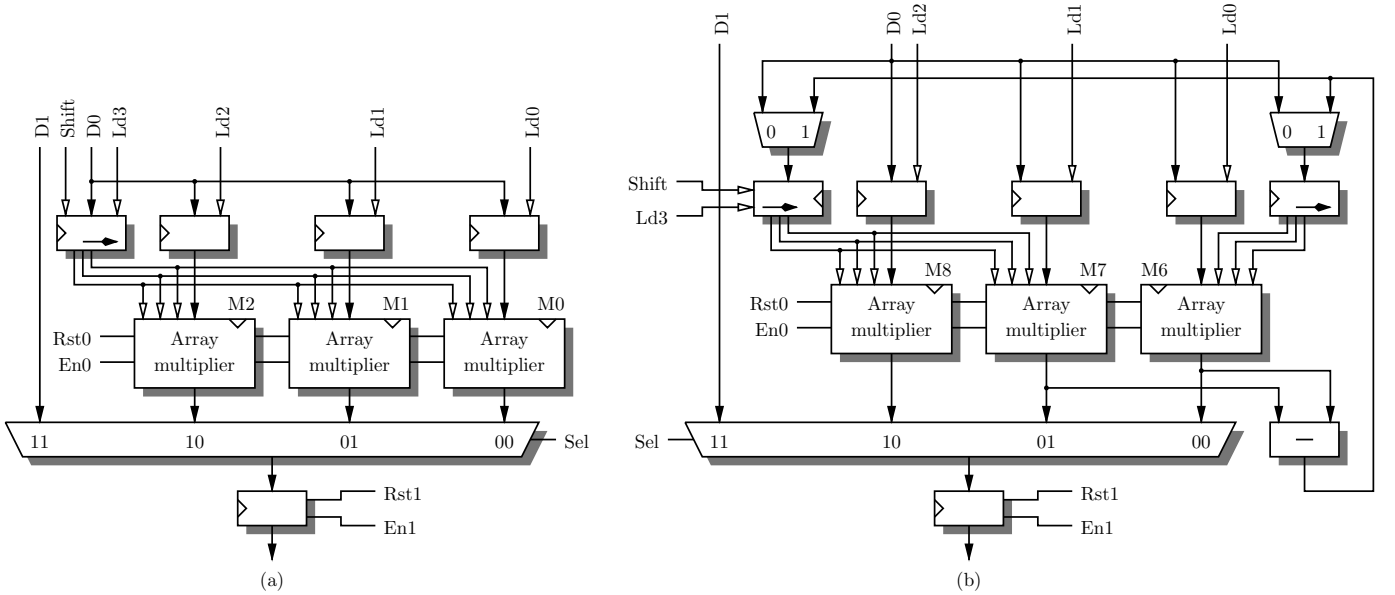 D1
Shift
D0
Ld3
Ld2
Ld1
Ld0
M2
M1
M0
Rst0
En0
Array
multiplier
Array
multiplier
Array
multiplier
11
10
01
00
Sel
Rst1
En1
(a)
D1
D0
Ld2
Ld1
Ld0
0 1
0 1
Shift
Ld3
M8
M7
M6
Rst0
En0
Array
multiplier
Array
multiplier
Array
multiplier
Sel
11
10
01
00
−
Rst1
En1
(b)